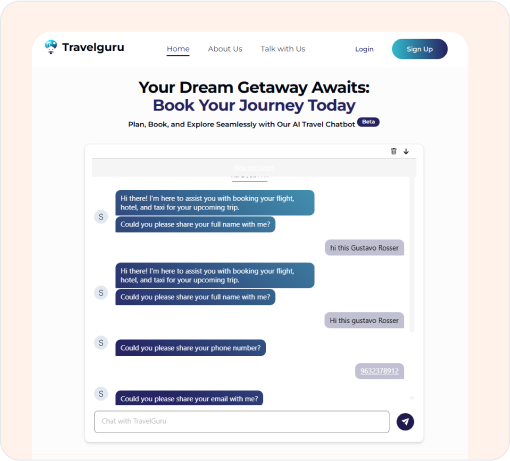 Travelguru
Home
About Us
Talk with Us
Login
Sign Up
Your Dream Getaway Awaits:
Book Your Journey Today
Plan, Book, and Explore Seamlessly with Our AI Travel Chatbot Beta
S
Hi there! I'm here to assist you with booking your flight,
hotel, and taxi for your upcoming trip.
Could you please share your full name with me?
hi this Gustavo Rosser
S
Hi there! I'm here to assist you with booking your flight,
hotel, and taxi for your upcoming trip.
Could you please share your full name with me?
Hi this gustavo Rosser
S
Could you please share your phone number?
9632378912
S
Could you please share your email with me?
Chat with TravelGuru